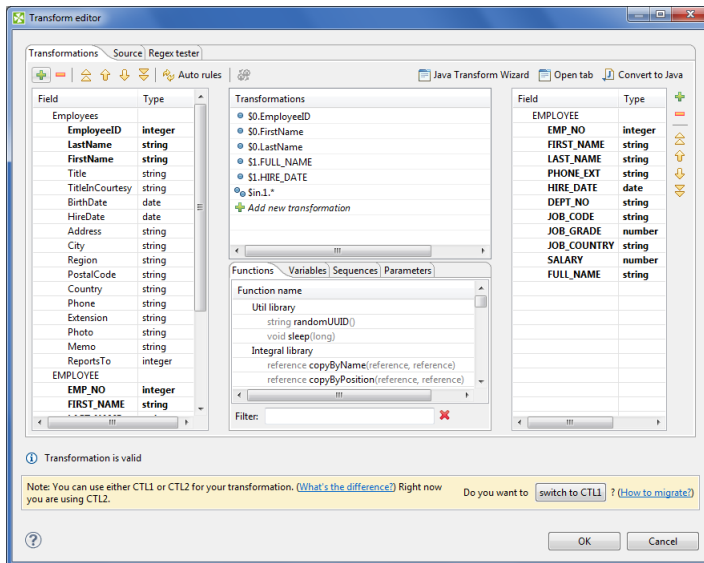 Transform editor
Transformations Source Regex tester
Auto rules Java Transform Wizard Open tab Convert to Java
Field Type
Employees
EmployeeID integer
LastName string
FirstName string
Title string
TitleInCourtesy string
BirthDate date
HireDate date
Address string
City string
Region string
PostalCode string
Country string
Phone string
Extension string
Photo string
Memo string
ReportsTo integer
EMPLOYEE
EMP_NO integer
FIRST_NAME string
Transformations
$0.EmployeeID
$0.FirstName
$0.LastName
$1.FULL_NAME
$1.HIRE_DATE
$in.1.*
Add new transformation
Functions Variables Sequences Parameters
Function name
Util library
string randomUUID()
void sleep(long)
Integral library
reference copyByName(reference, reference)
reference copyByPosition(reference, reference)
Filter:
Field Type
EMPLOYEE
EMP_NO integer
FIRST_NAME string
LAST_NAME string
PHONE_EXT string
HIRE_DATE date
DEPT_NO string
JOB_CODE string
JOB_GRADE number
JOB_COUNTRY string
SALARY number
FULL_NAME string
Transformation is valid
Note: You can use either CTL1 or CTL2 for your transformation. (What's the difference?) Right now
you are using CTL2.
Do you want to switch to CTL1 ? (How to migrate?)
OK Cancel